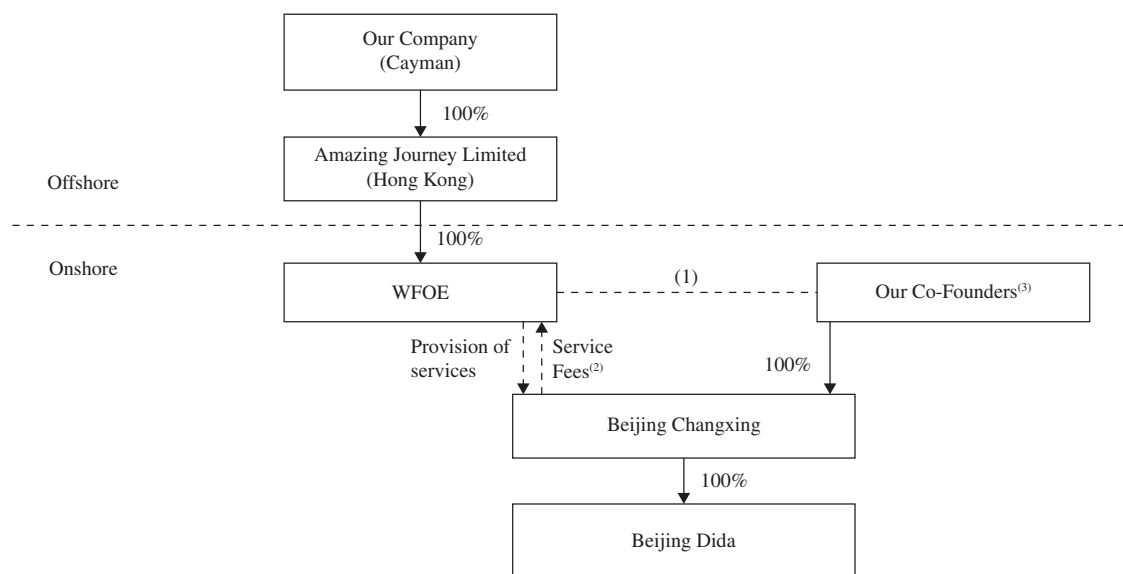 Our Company
(Cayman)
100%
Amazing Journey Limited
(Hong Kong)
Offshore
100%
Onshore
WFOE
(1)
Our Co-Founders(3)
Provision of
services
Service
Fees(2)
100%
Beijing Changxing
100%
Beijing Dida